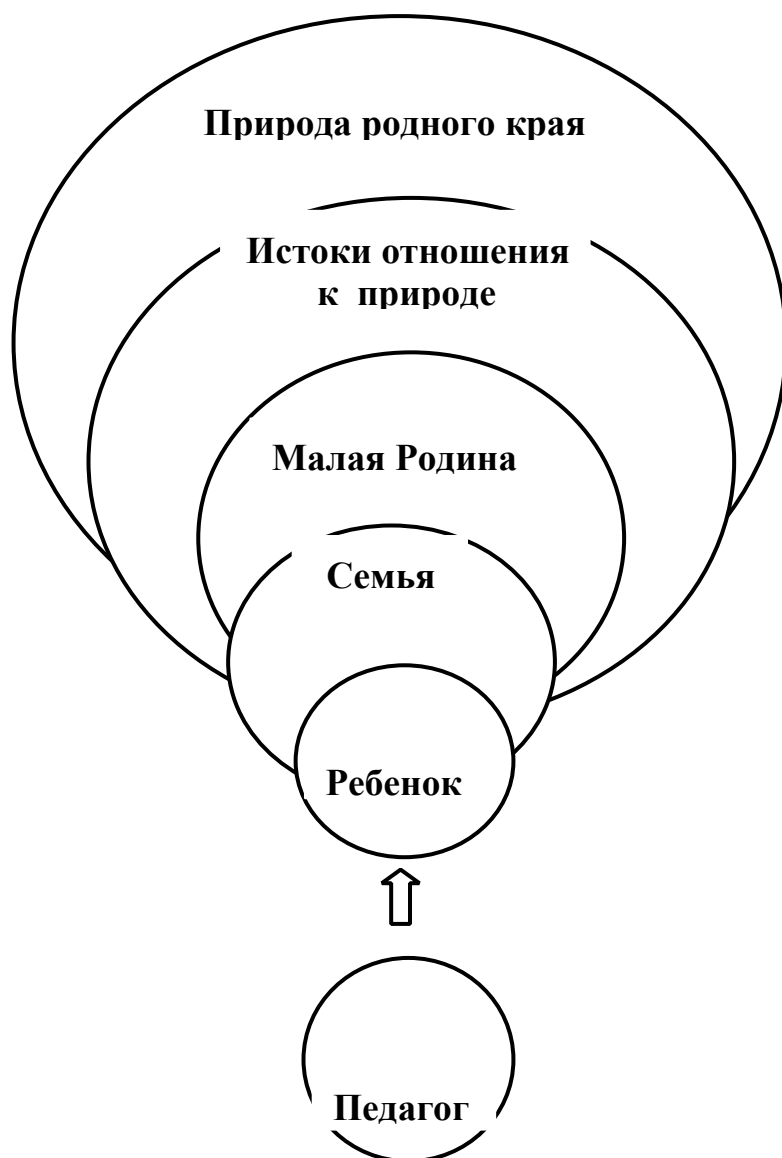 Природа родного края
Истоки отношения
к природе
Малая Родина
Семья
Ребенок
Педагог